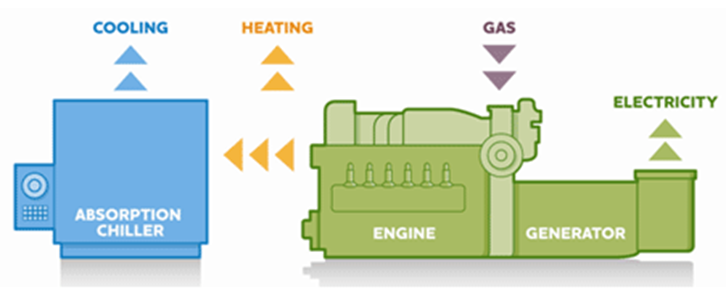 COOLING
HEATING
GAS
ELECTRICITY
ABSORPTION
CHILLER
ENGINE
GENERATOR